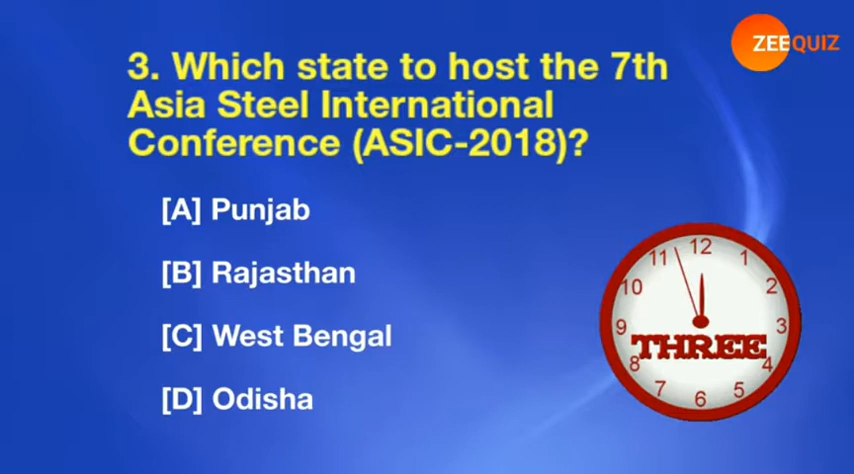 ZEEQUIZ
3. Which state to host the 7th
Asia Steel International
Conference (ASIC-2018)?
[A] Punjab
[B] Rajasthan
[C] West Bengal
[D] Odisha
12
11 1
10 2
9 3
THREE
8 4
7 5
6